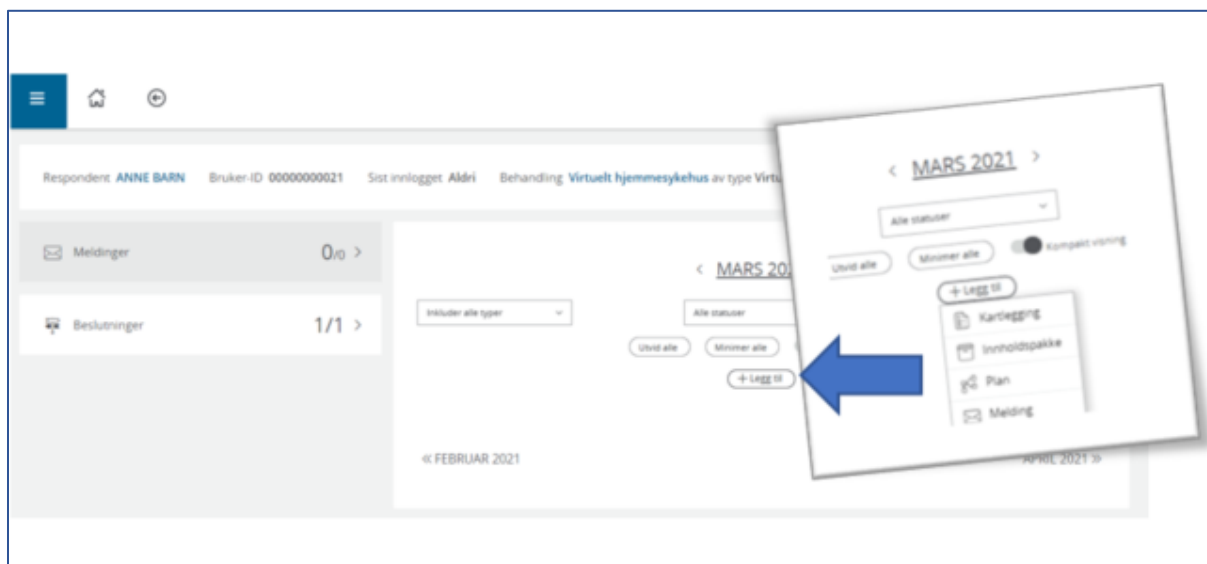 Respondent ANNE BARN Bruker-ID 00000000021 Sist innlogget Aldri Behandling Virtuelt hjemmesykehus av type
Meldinger 0/0
Beslutninger 1/1
< MARS
Inkluder alle typer
Alle statuser
Utvid alle Minimer alle
+ Legg til
« FEBRUAR 2021
APRIL 2021 »
< MARS 2021 >
Alle statuser
Utvid alle Minimer alle Kompakt visning
+ Legg til
Kartlegging
Innholdspakke
Plan
Melding